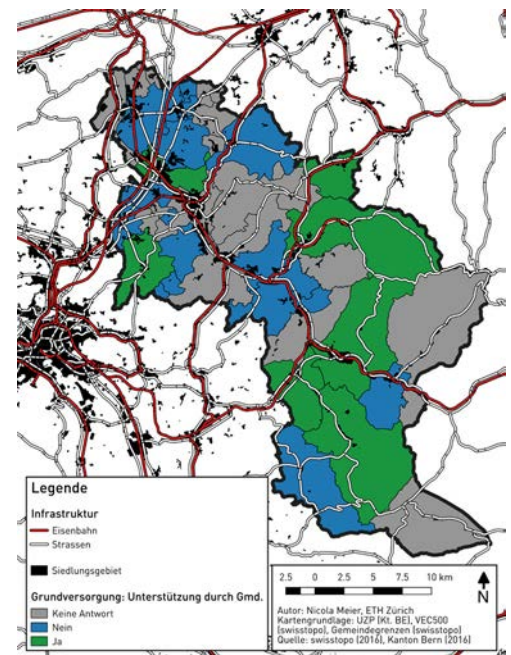 Legende
Infrastruktur
Eisenbahn
Strassen
Siedlungsgebiet
Grundversorgung: Unterstützung durch Gmd.
Keine Antwort
Nein
Ja
2.5 0 2.5 5 7.5 10 km
N
Autor: Nicola Meier, ETH Zürich
Kartengrundlage: UZP (Kt. BE), VEC500
(swisstopo), Gemeindegrenzen (swisstopo)
Quelle: swisstopo (2016), Kanton Bern (2016)